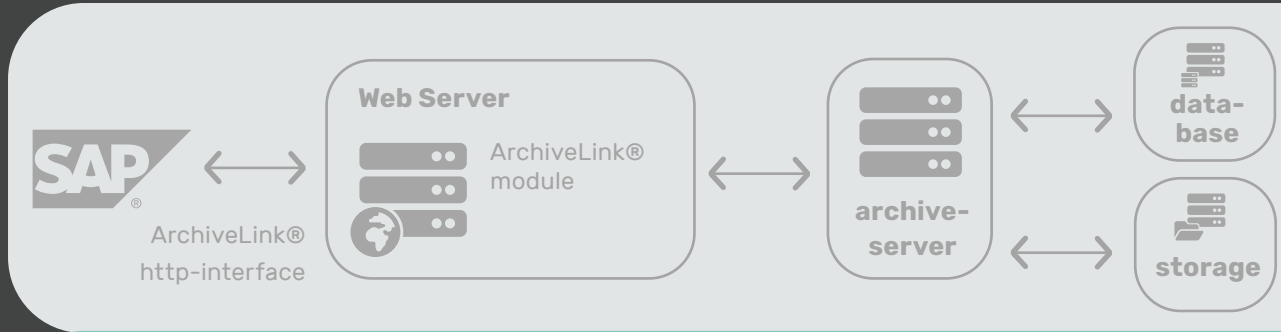 SAP®
ArchiveLink®
http-interface
Web Server
ArchiveLink®
module
archive-
server
data-
base
storage